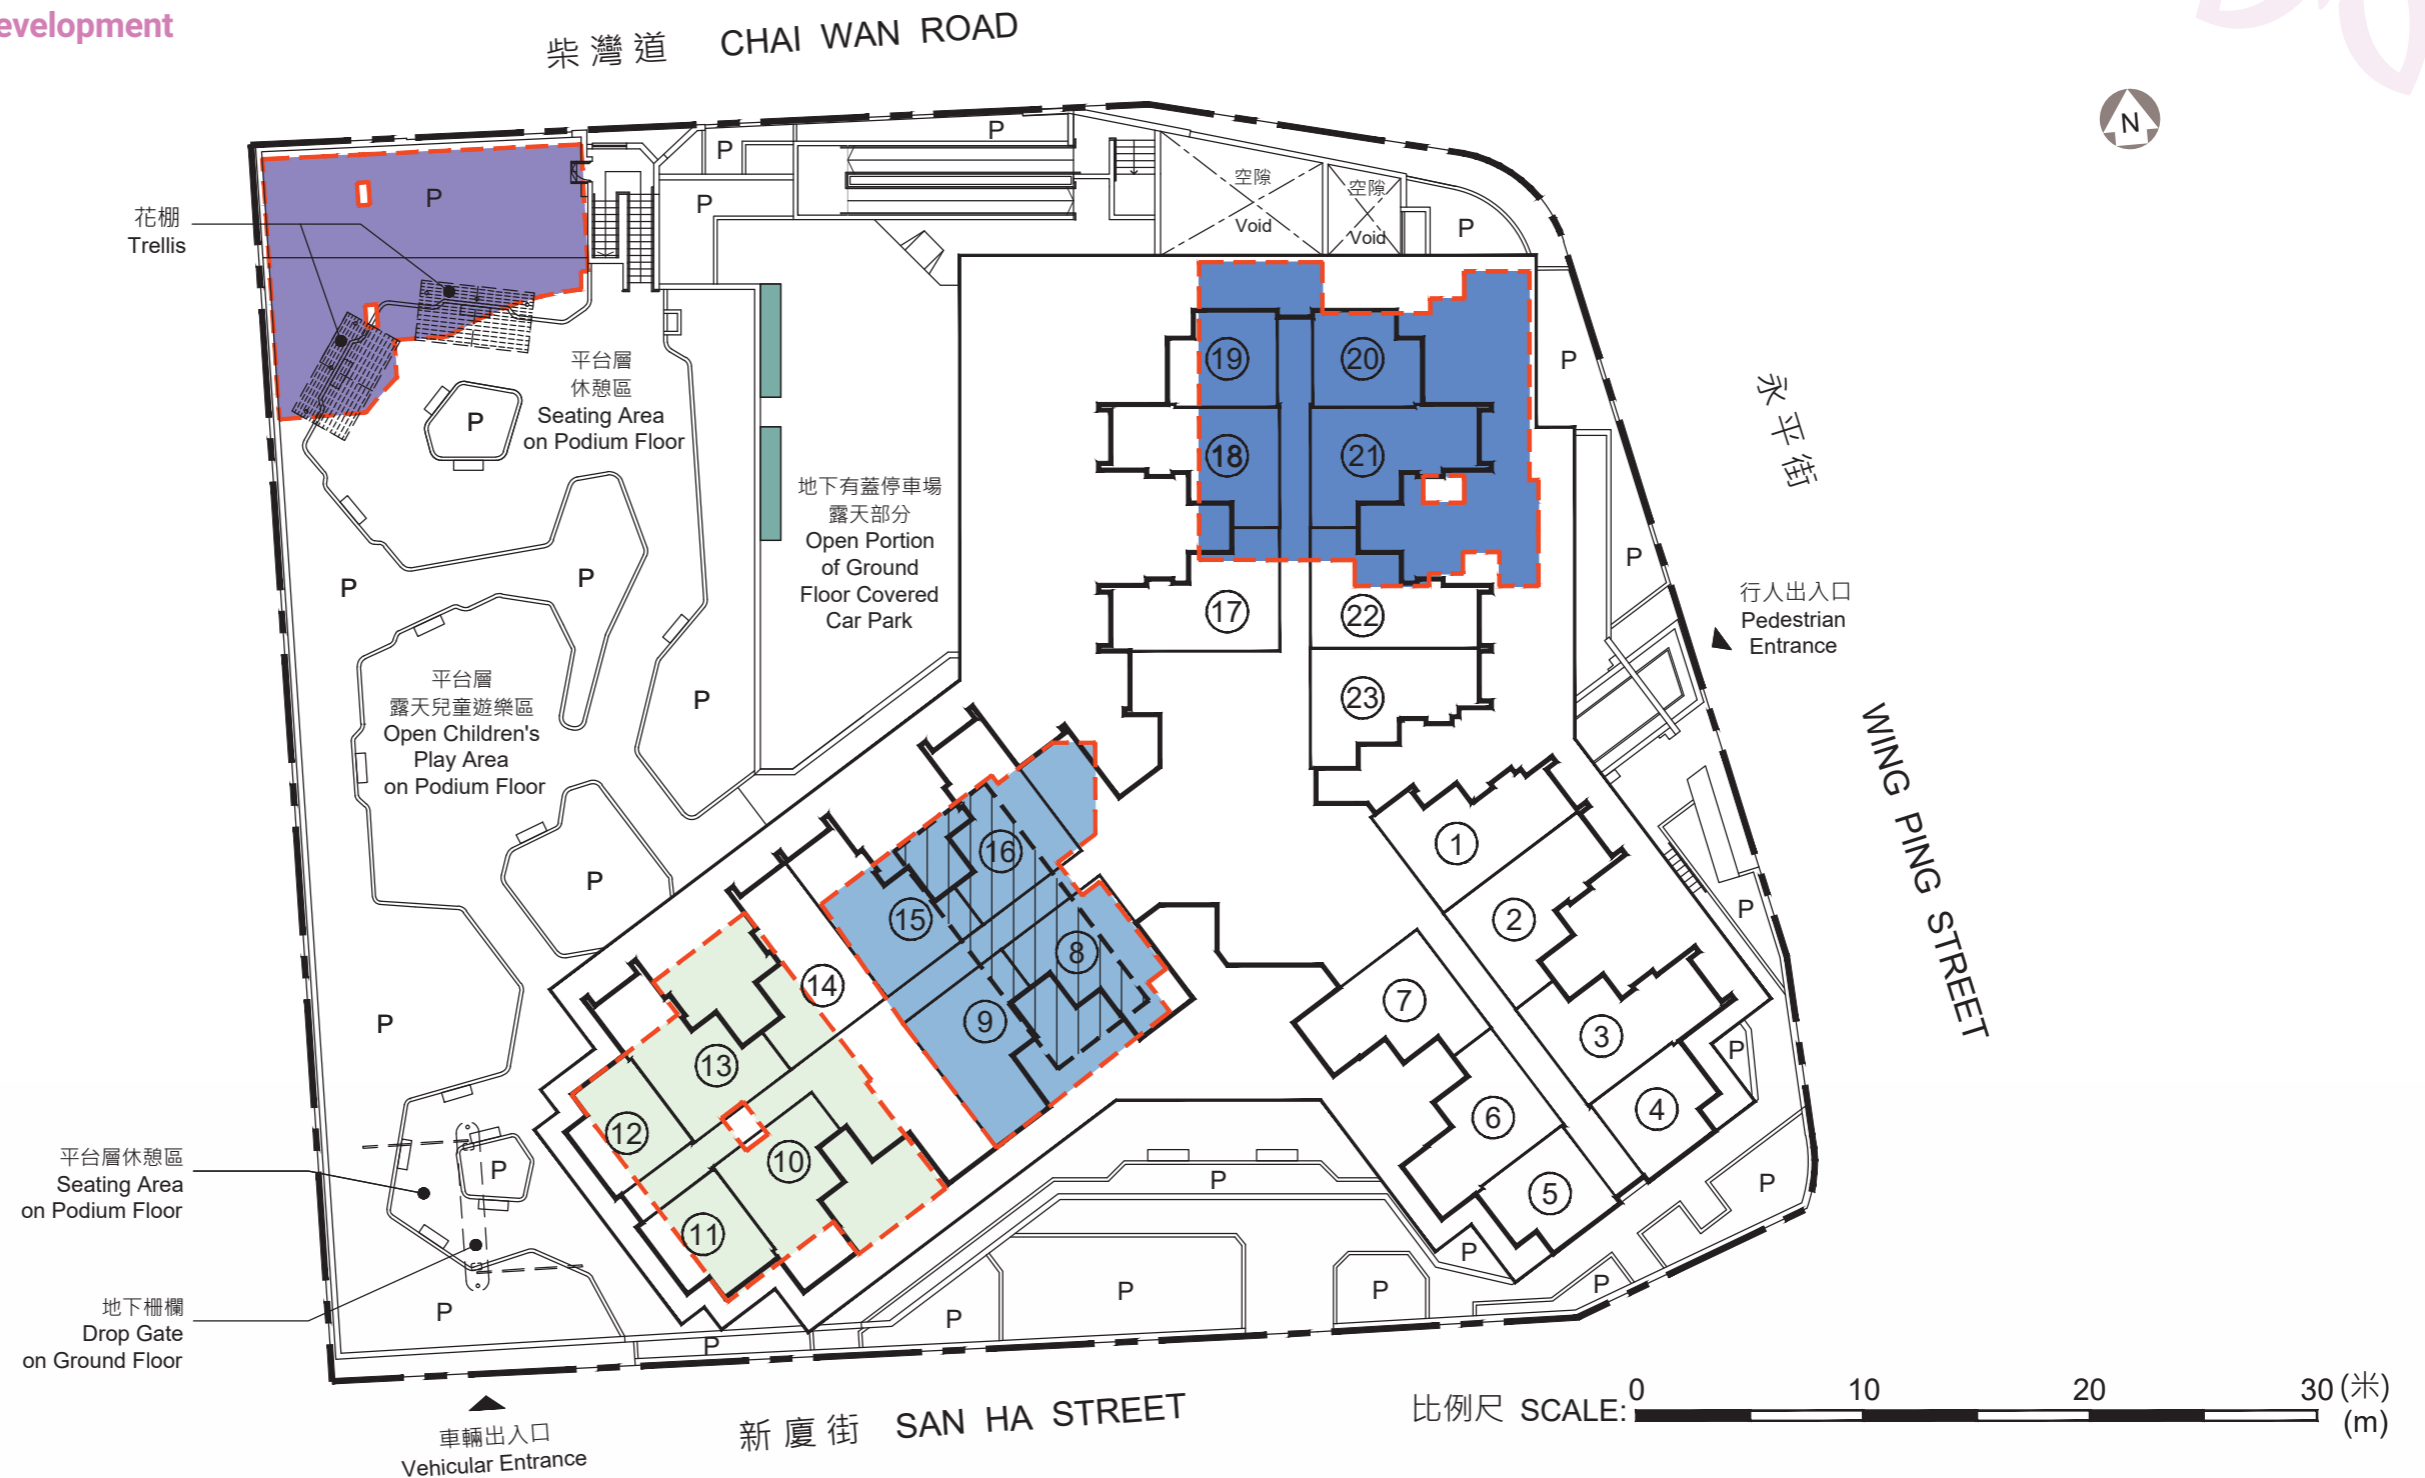 evelopment
柴灣道 CHAI WAN ROAD
N
P
P
P
P
P
空隙
Void
空隙
Void
花棚
Trellis
平台層
休憩區
Seating Area
on Podium Floor
P
地下有蓋停車場
露天部分
Open Portion
of Ground
Floor Covered
Car Park
19
20
18
21
17
22
23
P
永平街
P
行人出入口
Pedestrian
Entrance
WING PING STREET
P
P
平台層
露天兒童遊樂區
Open Children's
Play Area
on Podium Floor
P
P
P
16
15
14
13
12
11
10
9
8
7
6
5
4
3
2
1
P
P
P
P
P
P
P
P
P
P
P
P
P
平台層休憩區
Seating Area
on Podium Floor
地下柵欄
Drop Gate
on Ground Floor
車輛出入口
Vehicular Entrance
新廈街 SAN HA STREET
比例尺 SCALE:
0 10 20 30(米)
(m)